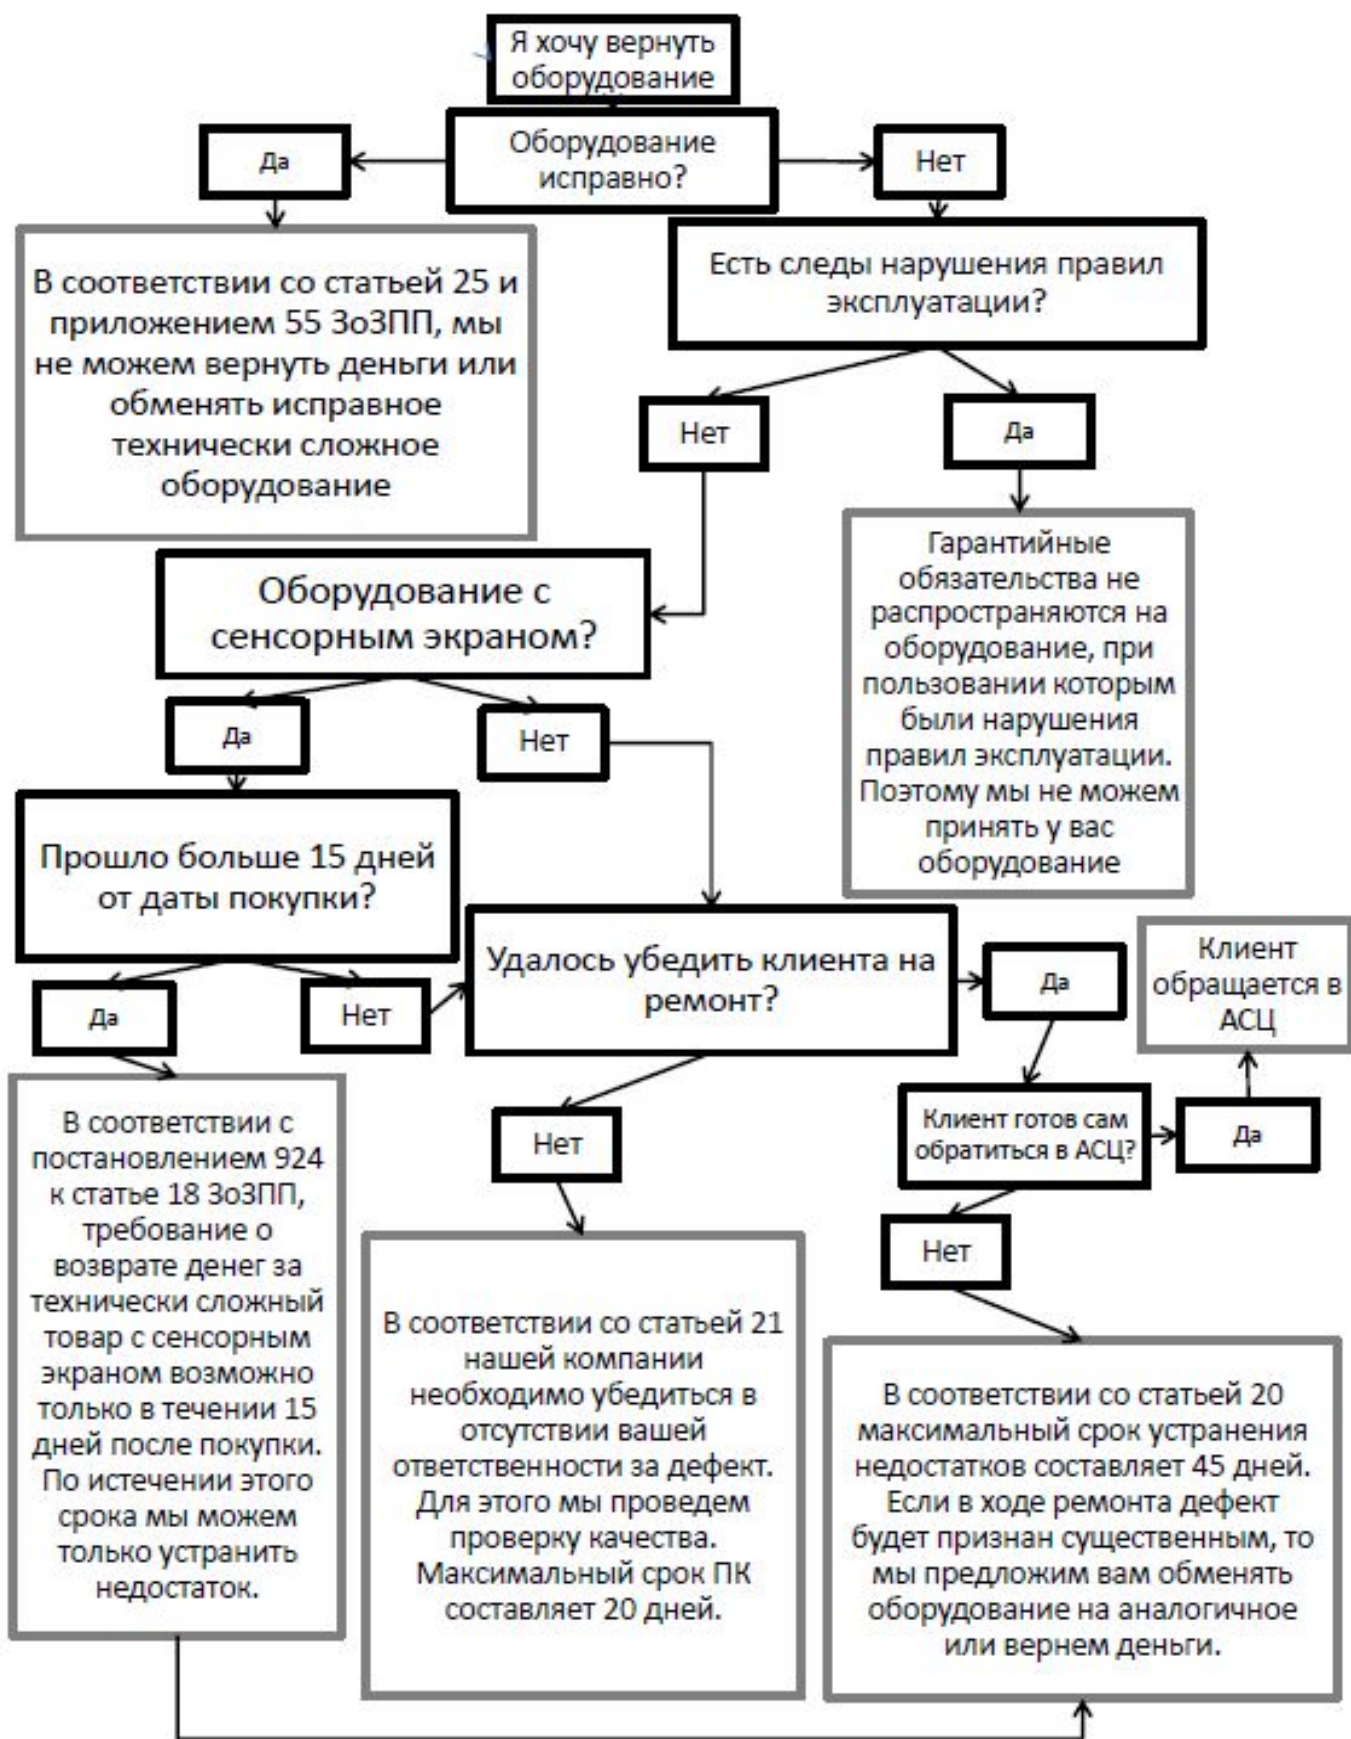 Я хочу вернуть
оборудование
Оборудование
исправно?
Да
Нет
В соответствии со статьей 25 и
приложением 55 ЗоЗПП, мы
не можем вернуть деньги или
обменять исправное
технически сложное
оборудование
Есть следы нарушения правил
эксплуатации?
Нет
Да
Гарантийные
обязательства не
распространяются на
оборудование, при
пользовании которым
были нарушения
правил эксплуатации.
Поэтому мы не можем
принять у вас
оборудование
Оборудование с
сенсорным экраном?
Да
Нет
Прошло больше 15 дней
от даты покупки?
Да
Нет
Удалось убедить клиента на
ремонт?
Да
Клиент
обращается в
АСЦ
Клиент готов сам
обратиться в АСЦ?
Да
Нет
Нет
В соответствии с
постановлением 924
к статье 18 ЗоЗПП,
требование о
возврате денег за
технически сложный
товар с сенсорным
экраном возможно
только в течении 15
дней после покупки.
По истечении этого
срока мы можем
только устранить
недостаток.
В соответствии со статьей 21
нашей компании
необходимо убедиться в
отсутствии вашей
ответственности за дефект.
Для этого мы проведем
проверку качества.
Максимальный срок ПК
составляет 20 дней.
В соответствии со статьей 20
максимальный срок устранения
недостатков составляет 45 дней.
Если в ходе ремонта дефект
будет признан существенным, то
мы предложим вам обменять
оборудование на аналогичное
или вернем деньги.